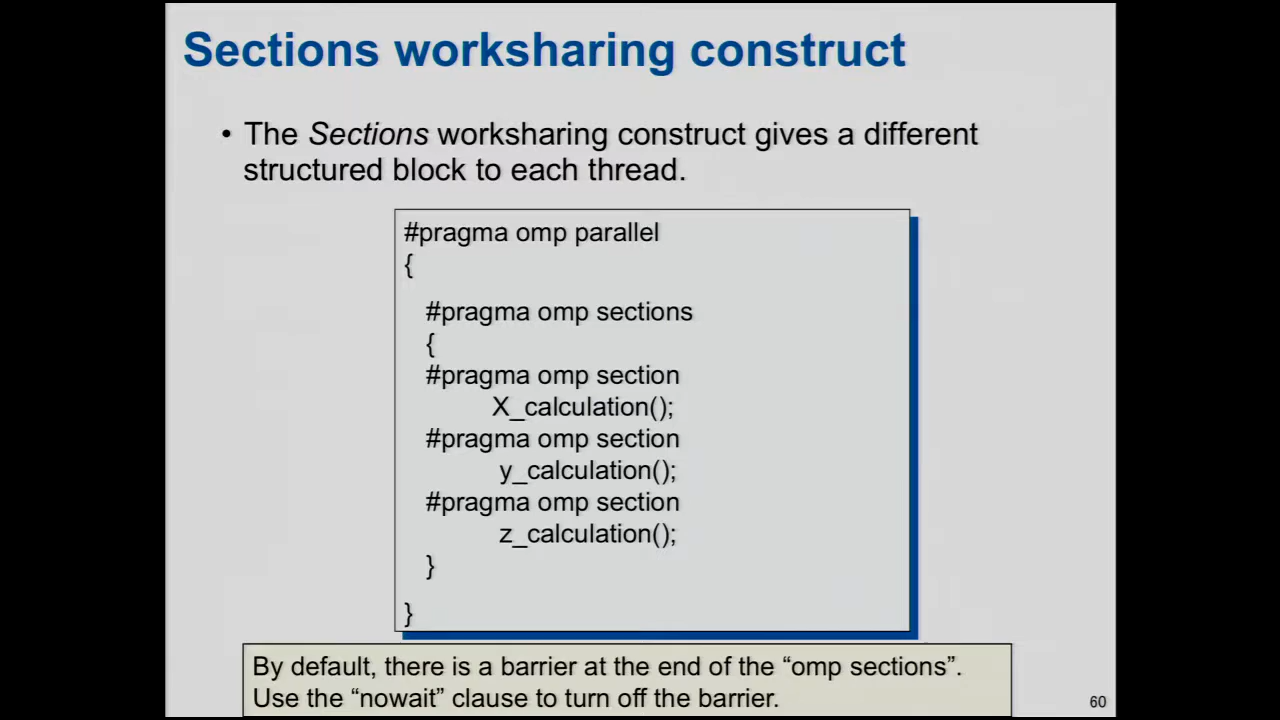 Sections worksharing construct
• The Sections worksharing construct gives a different
structured block to each thread.
#pragma omp parallel
{
#pragma omp sections
{
#pragma omp section
X_calculation();
#pragma omp section
y_calculation();
#pragma omp section
z_calculation();
}
}
By default, there is a barrier at the end of the “omp sections”.
Use the “nowait” clause to turn off the barrier.
60